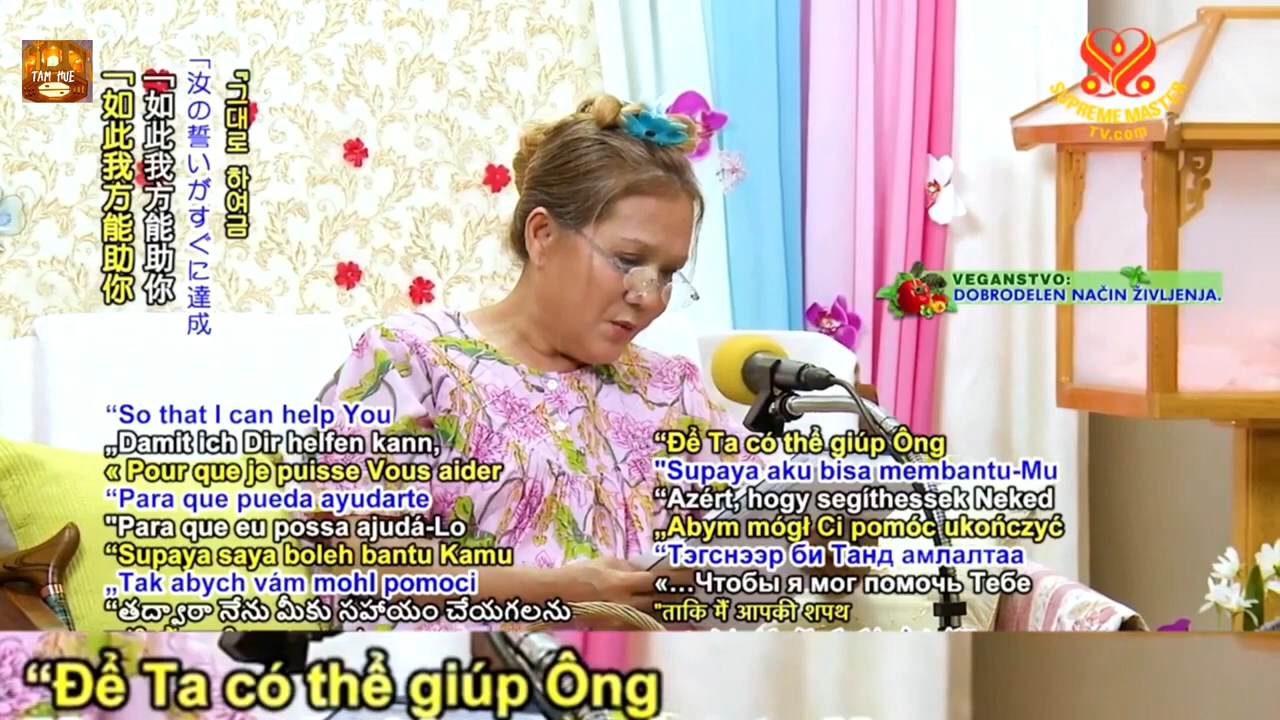 TAM HUE
「如此我方能助你
「如此我方能助你
「汝の誓いがすぐに達成
『그대로 하여금
SUPREME MASTER
TV.com
VEGANSTVO:
DOBRODELEN NAČIN ŽIVLJENJA.
“So that I can help You
„Damit ich Dir helfen kann,
« Pour que je puisse Vous aider
“Para que pueda ayudarte
"Para que eu possa ajudá-Lo
“Supaya saya boleh bantu Kamu
„Tak abych vám mohl pomoci
“తద్వారా నేను మీకు సహాయం చేయగలను
“Để Ta có thể giúp Ông
"Supaya aku bisa membantu-Mu
“Azért, hogy segíthessek Neked
„Abym mógł Ci pomóc ukończyć
“Тэгснээр би Танд амлалтаа
«…Чтобы я мог помочь Тебе
"ताकि मैं आपकी शपथ
“Để Ta có thể giúp Ông